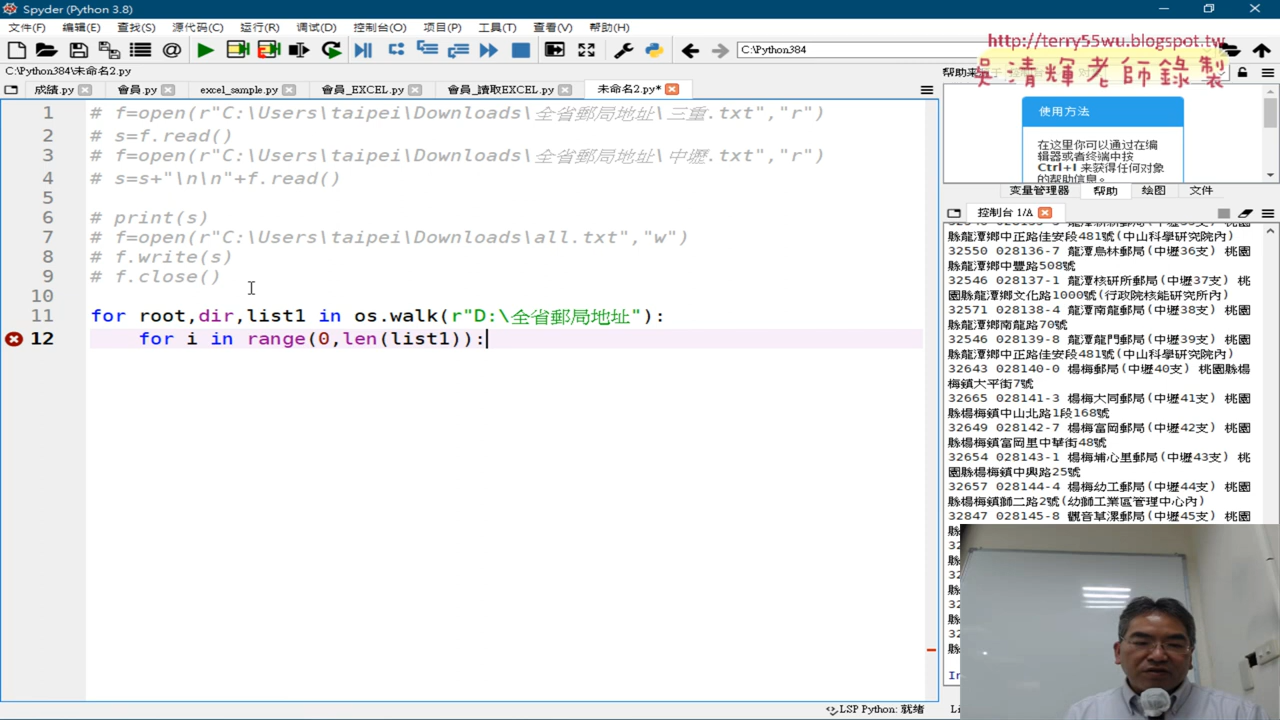 Spyder (Python 3.8)
文件(F) 编辑(E) 查找(S) 源代码(C) 运行(R) 调试(D) 控制台(O) 项目(P) 工具(T) 查看(V) 帮助(H)
C:\Python384
http://terry55wu.blogspot.tw
吳清輝老師錄製
C:\Python384\未命名2.py
成績.py 會員.py excel_sample.py 會員_EXCEL.py 會員_讀取EXCEL.py 未命名2.py*
1 # f=open(r"C:\Users\taipei\Downloads\全省郵局地址\三重.txt","r")
2 # s=f.read()
3 # f=open(r"C:\Users\taipei\Downloads\全省郵局地址\中壢.txt","r")
4 # s=s+"\n\n"+f.read()
5
6 # print(s)
7 # f=open(r"C:\Users\taipei\Downloads\all.txt","w")
8 # f.write(s)
9 # f.close()
10
11 for root,dir,list1 in os.walk(r"D:\全省郵局地址"):
12 for i in range(0,len(list1)):
帮助
使用方法
在这里你可以通过在编
辑器或者终端中按
Ctrl+I 来获得任何对象
的帮助信息。
变量管理器 帮助 绘图 文件
控制台 1/A
縣龍潭鄉中正路佳安段481號(中山科學研究院內)
32550 028136-7 龍潭烏林郵局(中壢36支) 桃
園縣龍潭鄉中豐路508號
32546 028137-1 龍潭核研所郵局(中壢37支) 桃
園縣龍潭鄉文化路1000號(行政院核能研究所內)
32571 028138-4 龍潭南龍郵局(中壢38支) 桃園
縣龍潭鄉南龍路70號
32546 028139-8 龍潭龍門郵局(中壢39支) 桃園
縣龍潭鄉中正路佳安段481號(中山科學研究院內)
32643 028140-0 楊梅郵局(中壢40支) 桃園縣楊
梅鎮大平街7號
32665 028141-3 楊梅大同郵局(中壢41支) 桃園
縣楊梅鎮中山北路1段168號
32649 028142-7 楊梅富岡郵局(中壢42支) 桃園
縣楊梅鎮富岡里中華街48號
32654 028143-1 楊梅埔心里郵局(中壢43支) 桃
園縣楊梅鎮中興路25號
32657 028144-4 楊梅幼工郵局(中壢44支) 桃園
縣楊梅鎮獅二路2號(幼獅工業區管理中心內)
32847 028145-8 觀音草漯郵局(中壢45支) 桃園
LSP Python: 就绪